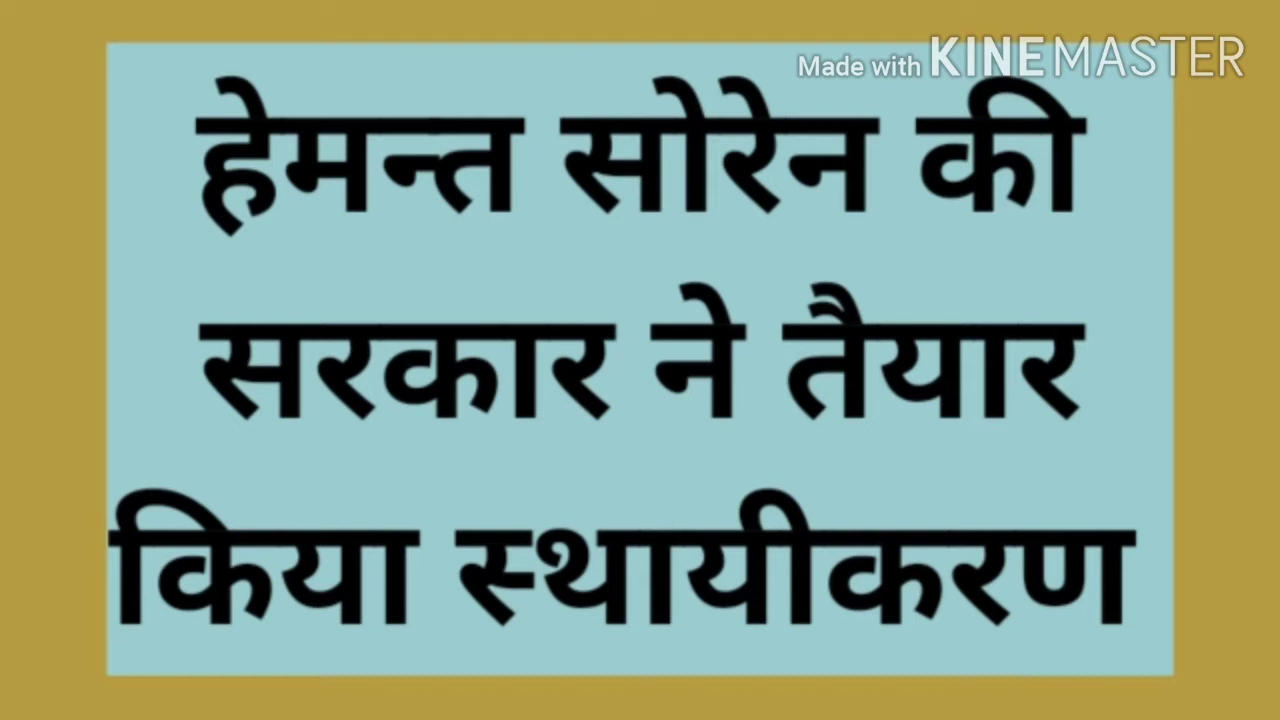 Made with KINEMASTER
हेमन्त सोरेन की
सरकार ने तैयार
किया स्थायीकरण